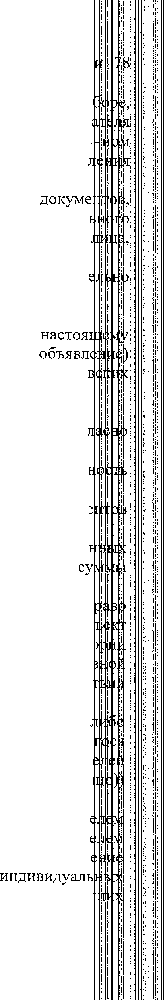 и 78
боре,
ателя
нном
ления
документов,
ьного
лица,
ельно
настоящему
объявление)
вских
ласно
ность
ентов
нных
суммы
раво
ъект
ории
вной
твии
либо
гося
елей
що))
елем
елем
ение
индивидуальных
щих